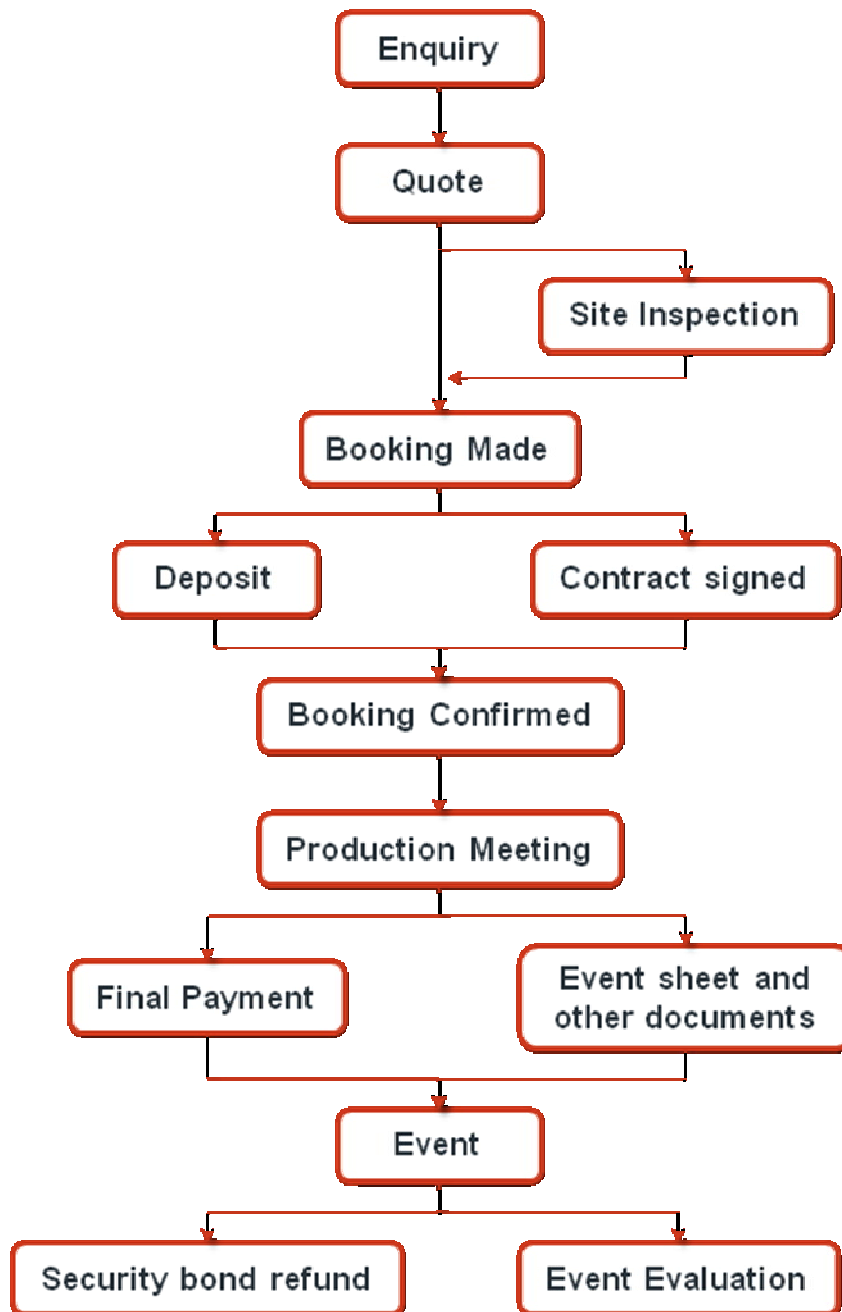 Enquiry
Quote
Site Inspection
Booking Made
Deposit
Contract signed
Booking Confirmed
Production Meeting
Final Payment
Event sheet and
other documents
Event
Security bond refund
Event Evaluation